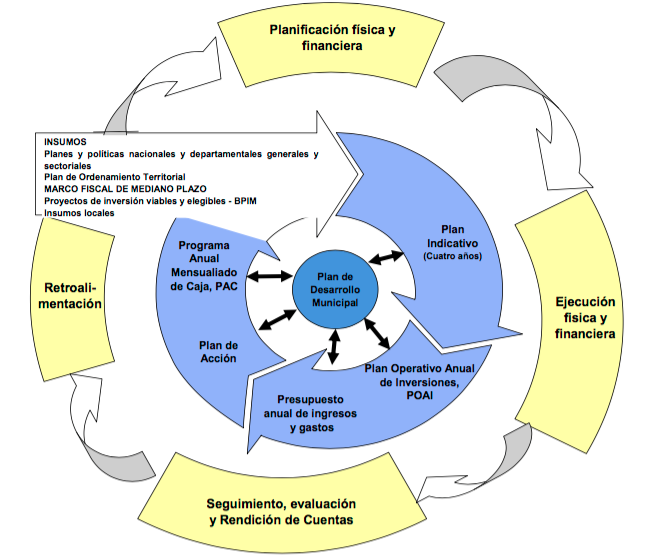 Planificación física y
financiera
INSUMOS
Planes y políticas nacionales y departamentales generales y
sectoriales
Plan de Ordenamiento Territorial
MARCO FISCAL DE MEDIANO PLAZO
Proyectos de inversión viables y elegibles - BPIM
Insumos locales
Plan
Indicativo
(Cuatro años)
Programa
Anual
Mensualiado
de Caja, PAC
Plan de
Desarrollo
Municipal
Retroali-
mentación
Ejecución
fisica y
financiera
Plan de
Acción
Plan Operativo Anual
de Inversiones,
POAI
Presupuesto
anual de ingresos
y gastos
Seguimiento, evaluación
y Rendición de Cuentas